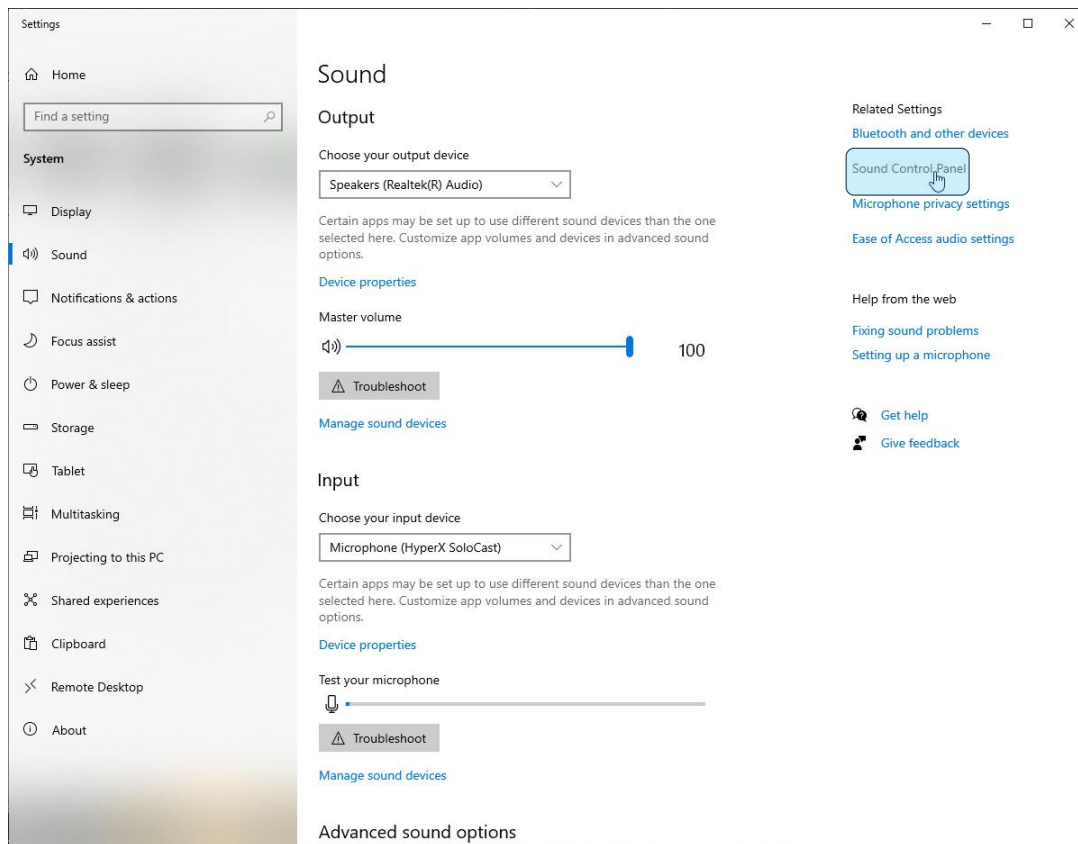 Settings
Home
Find a setting
System
Display
Sound
Notifications & actions
Focus assist
Power & sleep
Storage
Tablet
Multitasking
Projecting to this PC
Shared experiences
Clipboard
Remote Desktop
About
Sound
Output
Choose your output device
Speakers (Realtek(R) Audio)
Certain apps may be set up to use different sound devices than the one
selected here. Customize app volumes and devices in advanced sound
options.
Device properties
Master volume
100
Troubleshoot
Manage sound devices
Input
Choose your input device
Microphone (HyperX SoloCast)
Certain apps may be set up to use different sound devices than the one
selected here. Customize app volumes and devices in advanced sound
options.
Device properties
Test your microphone
Troubleshoot
Manage sound devices
Advanced sound options
Related Settings
Bluetooth and other devices
Sound Control Panel
Microphone privacy settings
Ease of Access audio settings
Help from the web
Fixing sound problems
Setting up a microphone
Get help
Give feedback